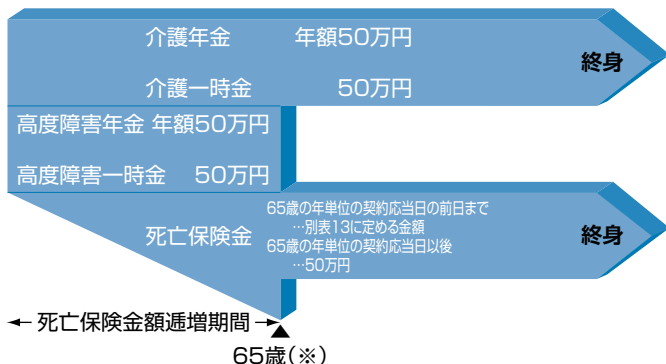 介護年金 年額50万円
介護一時金 50万円
終身
高度障害年金 年額50万円
高度障害一時金 50万円
死亡保険金
65歳の年単位の契約応当日の前日まで
…別表13に定める金額
65歳の年単位の契約応当日以後
…50万円
終身
死亡保険金額逓増期間
65歳(※)